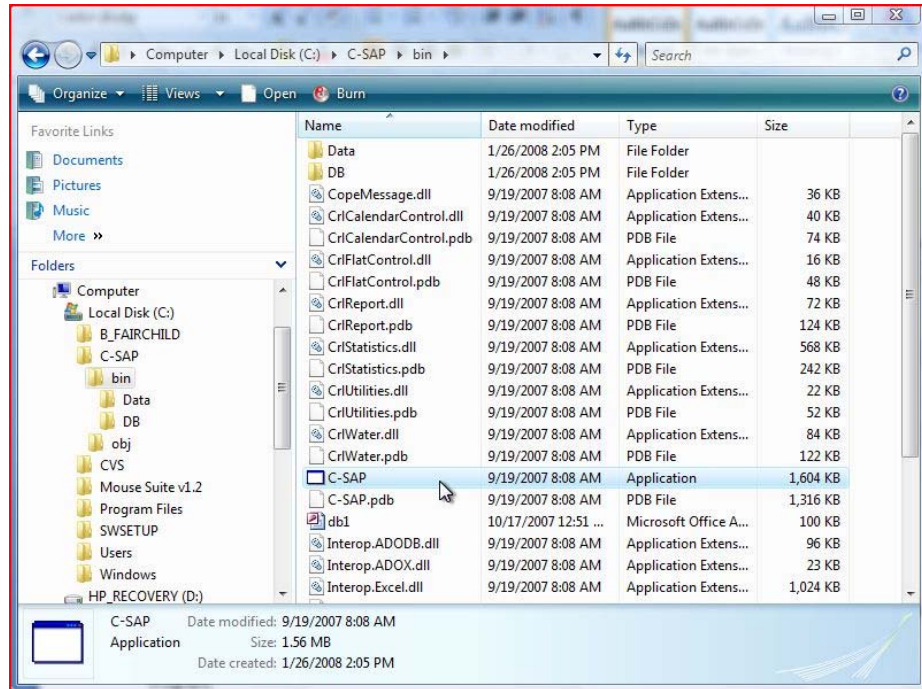 Computer Local Disk (C:) C-SAP bin Search
Organize Views Open Burn
Favorite Links
Documents
Pictures
Music
More »
Folders
Computer
Local Disk (C:)
B_FAIRCHILD
C-SAP
bin
Data
DB
obj
CVS
Mouse Suite v1.2
Program Files
SWSETUP
Users
Windows
HP_RECOVERY (D:)
Name Date modified Type Size
Data 1/26/2008 2:05 PM File Folder
DB 1/26/2008 2:05 PM File Folder
CopeMessage.dll 9/19/2007 8:08 AM Application Extens... 36 KB
CrlCalendarControl.dll 9/19/2007 8:08 AM Application Extens... 40 KB
CrlCalendarControl.pdb 9/19/2007 8:08 AM PDB File 74 KB
CrlFlatControl.dll 9/19/2007 8:08 AM Application Extens... 16 KB
CrlFlatControl.pdb 9/19/2007 8:08 AM PDB File 48 KB
CrlReport.dll 9/19/2007 8:08 AM Application Extens... 72 KB
CrlReport.pdb 9/19/2007 8:08 AM PDB File 124 KB
CrlStatistics.dll 9/19/2007 8:08 AM Application Extens... 568 KB
CrlStatistics.pdb 9/19/2007 8:08 AM PDB File 242 KB
CrlUtilities.dll 9/19/2007 8:08 AM Application Extens... 22 KB
CrlUtilities.pdb 9/19/2007 8:08 AM PDB File 52 KB
CrlWater.dll 9/19/2007 8:08 AM Application Extens... 84 KB
CrlWater.pdb 9/19/2007 8:08 AM PDB File 122 KB
C-SAP 9/19/2007 8:08 AM Application 1,604 KB
C-SAP.pdb 9/19/2007 8:08 AM PDB File 1,316 KB
db1 10/17/2007 12:51 ... Microsoft Office A... 100 KB
Interop.ADODB.dll 9/19/2007 8:08 AM Application Extens... 96 KB
Interop.ADOX.dll 9/19/2007 8:08 AM Application Extens... 23 KB
Interop.Excel.dll 9/19/2007 8:08 AM Application Extens... 1,024 KB
C-SAP Date modified: 9/19/2007 8:08 AM
Application Size: 1.56 MB
Date created: 1/26/2008 2:05 PM